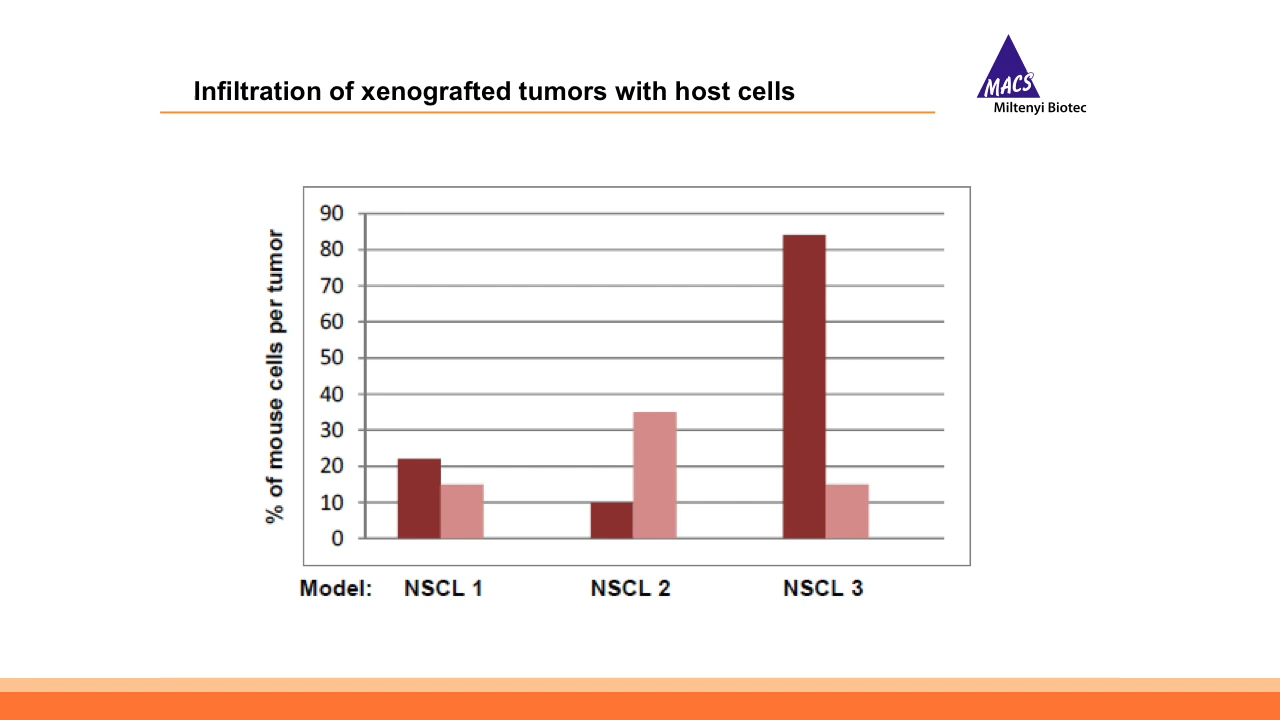 Infiltration of xenografted tumors with host cells
MACS
Miltenyi Biotec
% of mouse cells per tumor
90
80
70
60
50
40
30
20
10
0
Model: NSCL 1 NSCL 2 NSCL 3